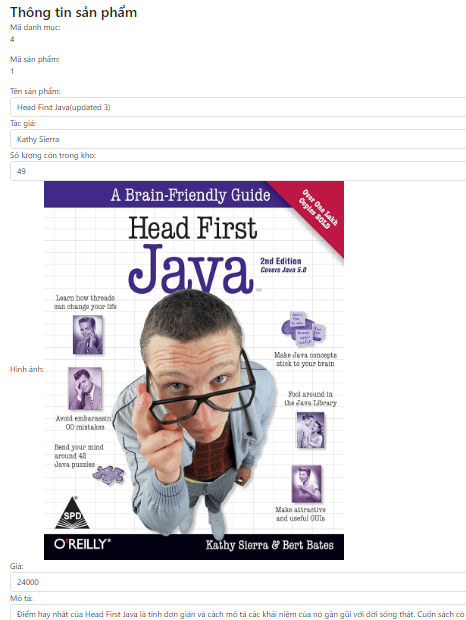 Thông tin sản phẩm
Mã danh mục:
4
Mã sản phẩm:
1
Tên sản phẩm:
Head First Java(updated 3)
Tác giả:
Kathy Sierra
Số lượng còn trong kho:
49
Hình ảnh:
A Brain-Friendly Guide
Over One Lakh
Copies SOLD
Head First
Java
2nd Edition
Covers Java 5.0
Learn how threads
can change your life
Make Java concepts
stick to your brain
Fool around in
the Java Library
Avoid embarassin
OO mistakes
Bend your mind
around 42
Java puzzles
Make attractive
and useful GUIs
SPD
O'REILLY
Kathy Sierra & Bert Bates
Giá:
24000
Mô tả:
Điểm hay nhất của Head First Java là tính đơn giản và cách mô tả các khái niệm của nó gần gũi với đời sống thật. Cuốn sách có